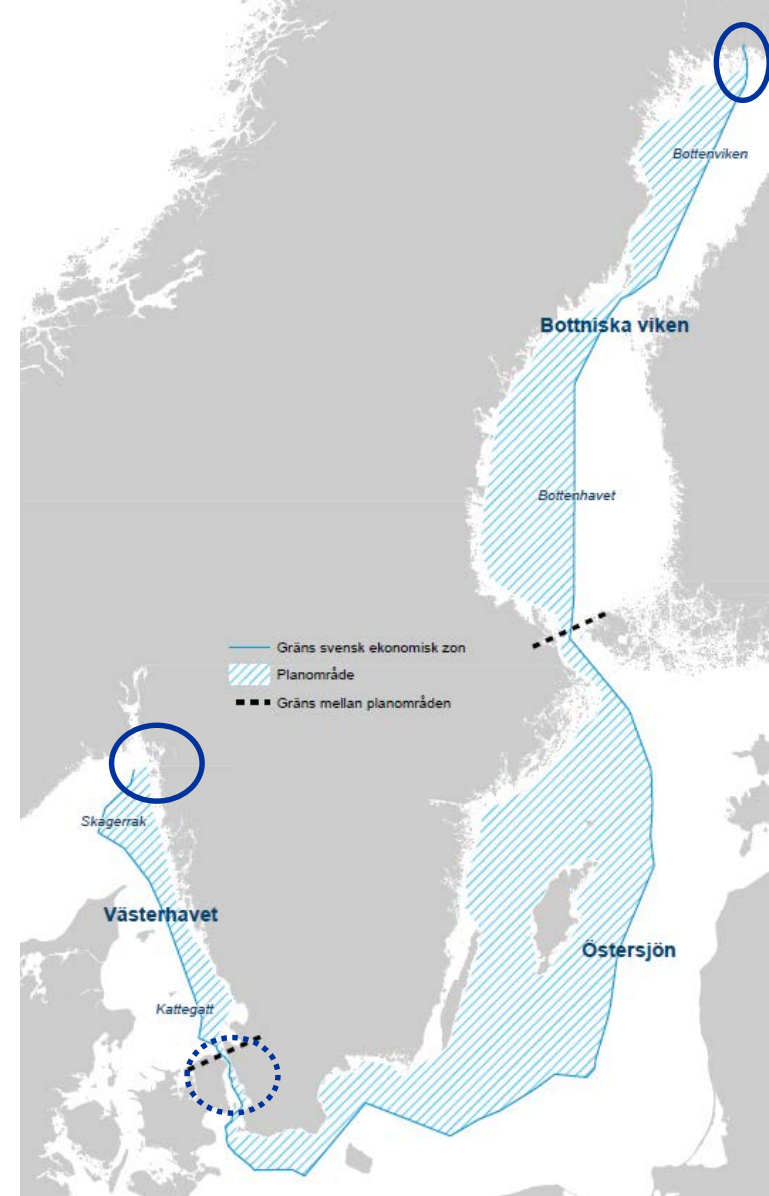 Bottenviken
Bottniska viken
Bottenhavet
Gräns svensk ekonomisk zon
Planområde
Gräns mellan planområden
Skagerrak
Västerhavet
Östersjön
Kattegatt